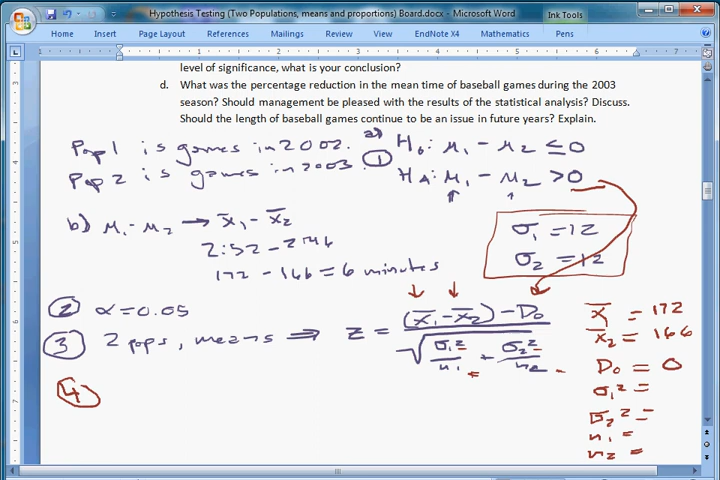 Hypothesis Testing (Two Populations, means and proportions) Board.docx - Microsoft Word
Ink Tools
Home Insert Page Layout References Mailings Review View EndNote X4 Mathematics Pens
level of significance, what is your conclusion?
d. What was the percentage reduction in the mean time of baseball games during the 2003
season? Should management be pleased with the results of the statistical analysis? Discuss.
Should the length of baseball games continue to be an issue in future years? Explain.
Pop 1 is games in 2002.
Pop 2 is games in 2003.
a) H₀: μ₁ - μ₂ ≤ 0
① H_A: μ₁ - μ₂ > 0
b) μ₁ - μ₂ → x̄₁ - x̄₂
2:52 - 2:46
172 - 166 = 6 minutes
σ₁ = 12
σ₂ = 12
② α = 0.05
③ 2 pops, means ⇒ z = (x̄₁ - x̄₂) - D₀
√ σ₁²/n₁ + σ₂²/n₂
x̄₁ = 172
x̄₂ = 166
D₀ = 0
σ₁² =
σ₂² =
n₁ =
n₂ =
④